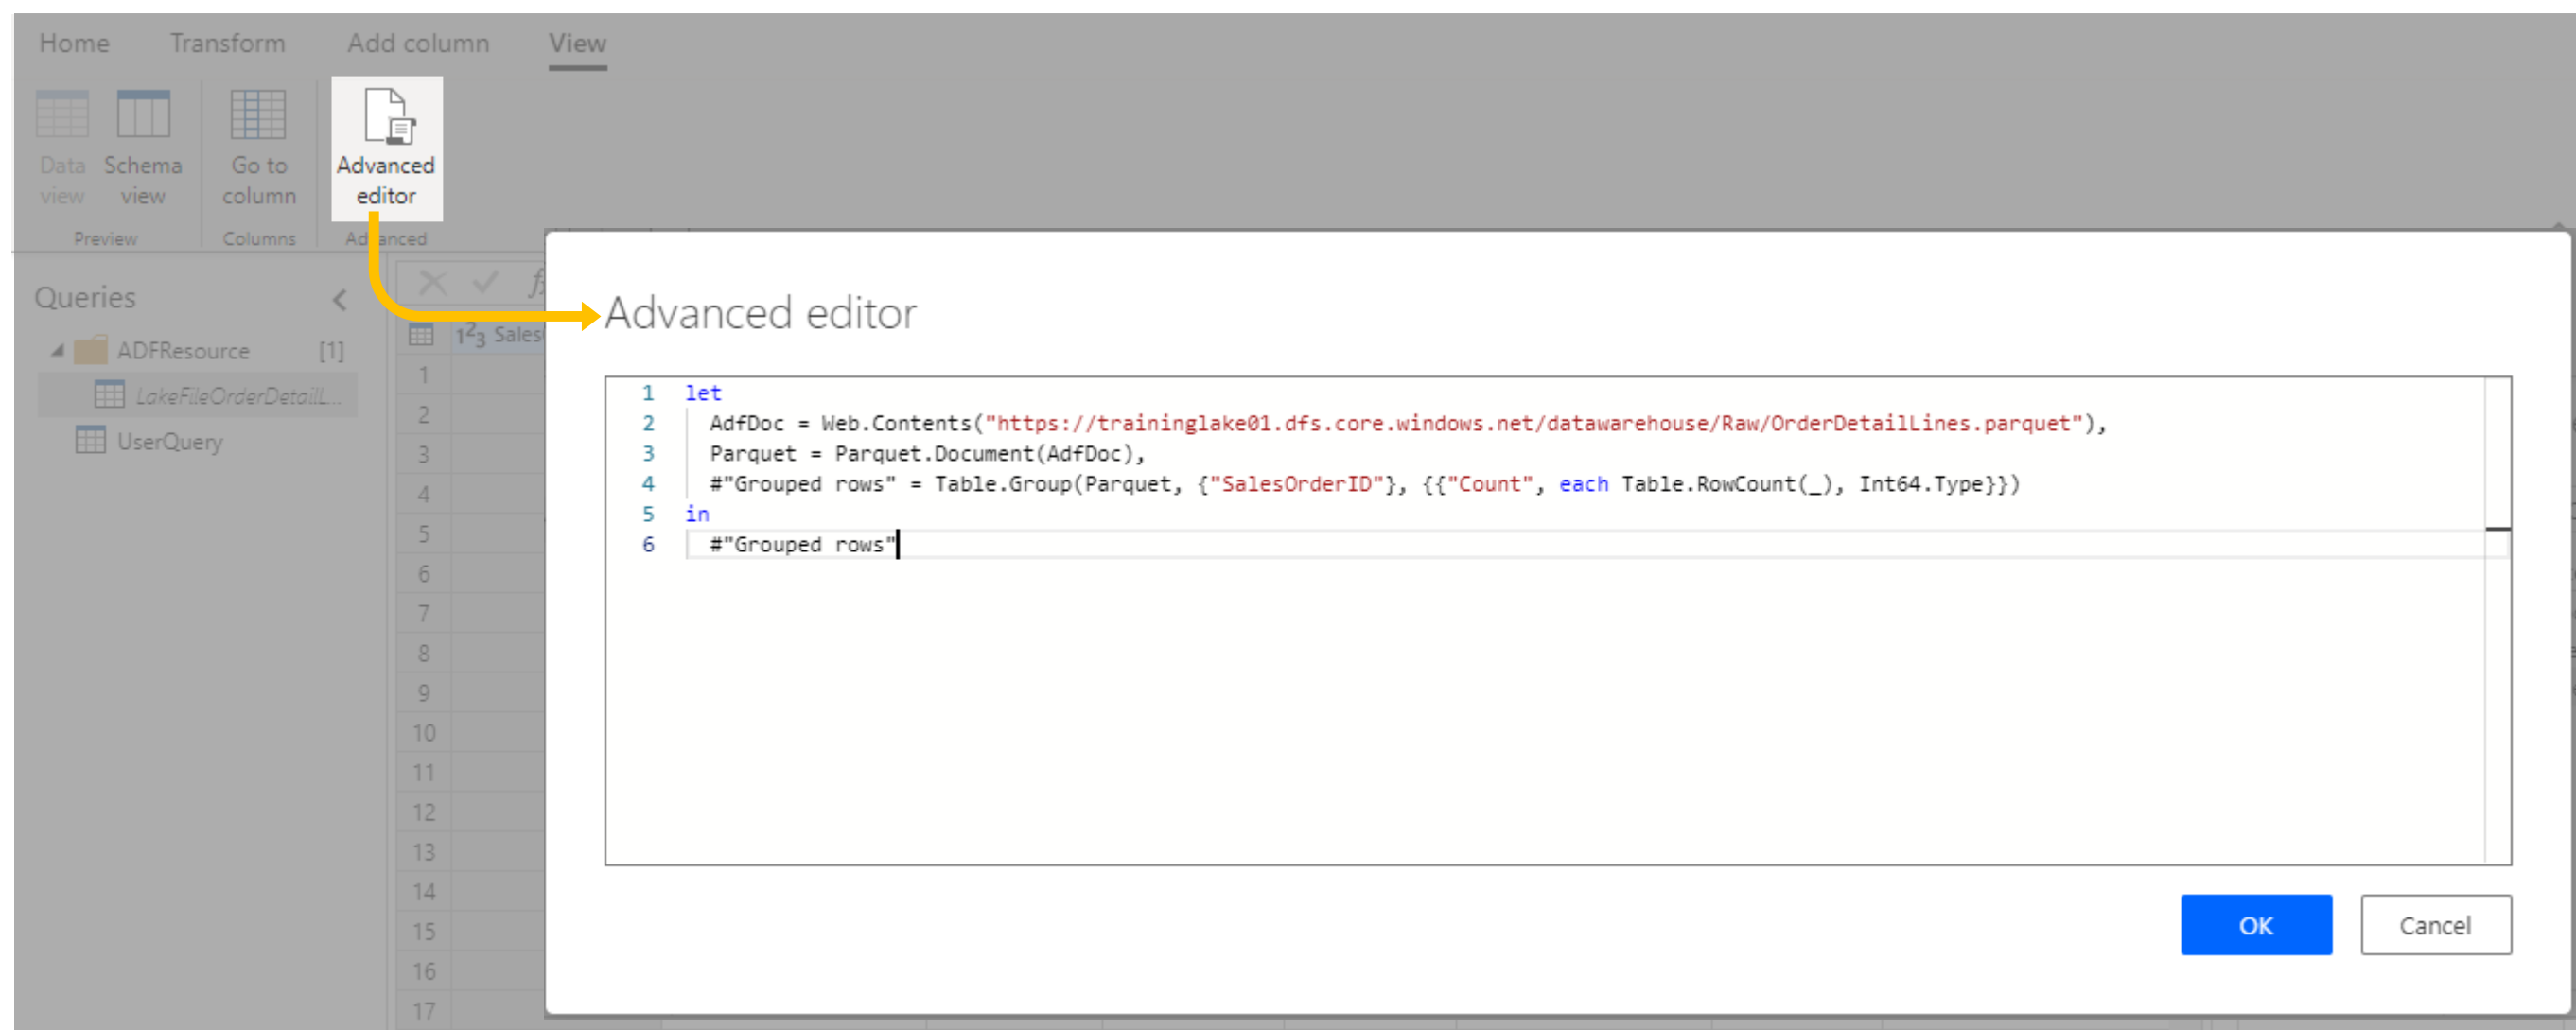 Home Transform Add column View
Data view
Schema view
Go to column
Advanced editor
Preview Columns Advanced
Queries
ADFResource [1]
LakeFileOrderDetailL...
UserQuery
1²3 Sales
1
2
3
4
5
6
7
8
9
10
11
12
13
14
15
16
17
Advanced editor
1 let
2 AdfDoc = Web.Contents("https://traininglake01.dfs.core.windows.net/datawarehouse/Raw/OrderDetailLines.parquet"),
3 Parquet = Parquet.Document(AdfDoc),
4 #"Grouped rows" = Table.Group(Parquet, {"SalesOrderID"}, {{"Count", each Table.RowCount(_), Int64.Type}})
5 in
6 #"Grouped rows"
OK Cancel